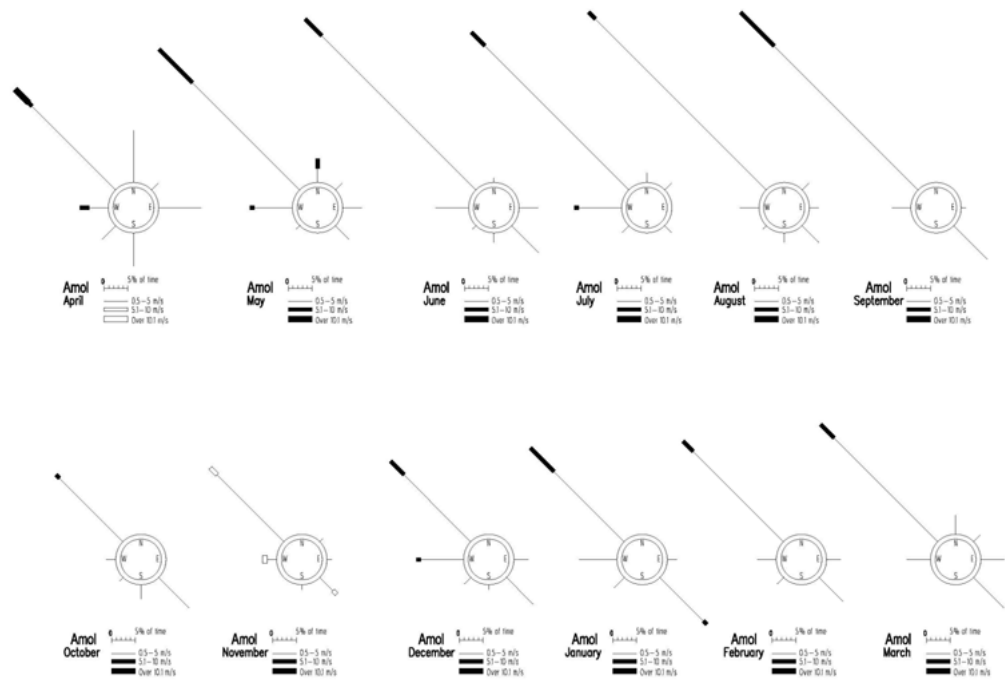 N
W E
S
N
W E
S
N
W E
S
N
W E
S
N
W E
S
N
W E
S
Amol
April
0 5% of time
0.5-5 m/s
5.1-10 m/s
Over 10.1 m/s
Amol
May
0 5% of time
0.5-5 m/s
5.1-10 m/s
Over 10.1 m/s
Amol
June
0 5% of time
0.5-5 m/s
5.1-10 m/s
Over 10.1 m/s
Amol
July
0 5% of time
0.5-5 m/s
5.1-10 m/s
Over 10.1 m/s
Amol
August
0 5% of time
0.5-5 m/s
5.1-10 m/s
Over 10.1 m/s
Amol
September
0 5% of time
0.5-5 m/s
5.1-10 m/s
Over 10.1 m/s
N
W E
S
N
W E
S
N
W E
S
N
W E
S
N
W E
S
N
W E
S
Amol
October
0 5% of time
0.5-5 m/s
5.1-10 m/s
Over 10.1 m/s
Amol
November
0 5% of time
0.5-5 m/s
5.1-10 m/s
Over 10.1 m/s
Amol
December
0 5% of time
0.5-5 m/s
5.1-10 m/s
Over 10.1 m/s
Amol
January
0 5% of time
0.5-5 m/s
5.1-10 m/s
Over 10.1 m/s
Amol
February
0 5% of time
0.5-5 m/s
5.1-10 m/s
Over 10.1 m/s
Amol
March
0 5% of time
0.5-5 m/s
5.1-10 m/s
Over 10.1 m/s